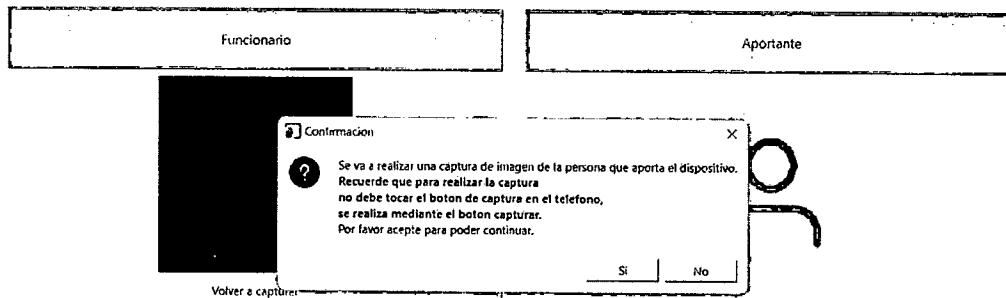 Funcionario
Aportante
Confirmacion
Se va a realizar una captura de imagen de la persona que aporta el dispositivo.
Recuerde que para realizar la captura
no debe tocar el boton de captura en el telefono,
se realiza mediante el boton capturar.
Por favor acepte para poder continuar.
Si
No
Volver a capturar